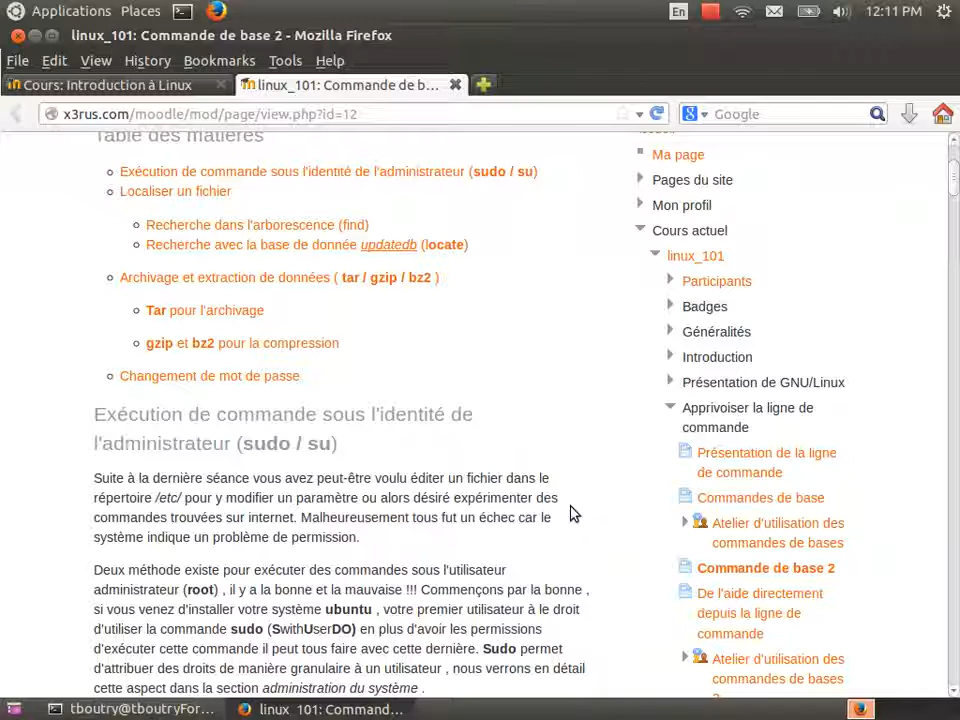 Applications Places
En
12:11 PM
linux_101: Commande de base 2 - Mozilla Firefox
File Edit View History Bookmarks Tools Help
Cours: Introduction à Linux
linux_101: Commande de b...
x3rus.com/moodle/mod/page/view.php?id=12
Google
Table des matières
Exécution de commande sous l'identité de l'administrateur (sudo / su)
Localiser un fichier
Recherche dans l'arborescence (find)
Recherche avec la base de donnée updatedb (locate)
Archivage et extraction de données ( tar / gzip / bz2 )
Tar pour l'archivage
gzip et bz2 pour la compression
Changement de mot de passe
Exécution de commande sous l'identité de
l'administrateur (sudo / su)
Suite à la dernière séance vous avez peut-être voulu éditer un fichier dans le
répertoire /etc/ pour y modifier un paramètre ou alors désiré expérimenter des
commandes trouvées sur internet. Malheureusement tous fut un échec car le
système indique un problème de permission.
Deux méthode existe pour exécuter des commandes sous l'utilisateur
administrateur (root) , il y a la bonne et la mauvaise !!! Commençons par la bonne ,
si vous venez d'installer votre système ubuntu , votre premier utilisateur à le droit
d'utiliser la commande sudo (SwithUserDO) en plus d'avoir les permissions
d'exécuter cette commande il peut tous faire avec cette dernière. Sudo permet
d'attribuer des droits de manière granulaire à un utilisateur , nous verrons en détail
cette aspect dans la section administration du système .
Ma page
Pages du site
Mon profil
Cours actuel
linux_101
Participants
Badges
Généralités
Introduction
Présentation de GNU/Linux
Apprivoiser la ligne de
commande
Présentation de la ligne
de commande
Commandes de base
Atelier d'utilisation des
commandes de bases
Commande de base 2
De l'aide directement
depuis la ligne de
commande
Atelier d'utilisation des
commandes de bases
tboutry@tboutryFor...
linux_101: Command...